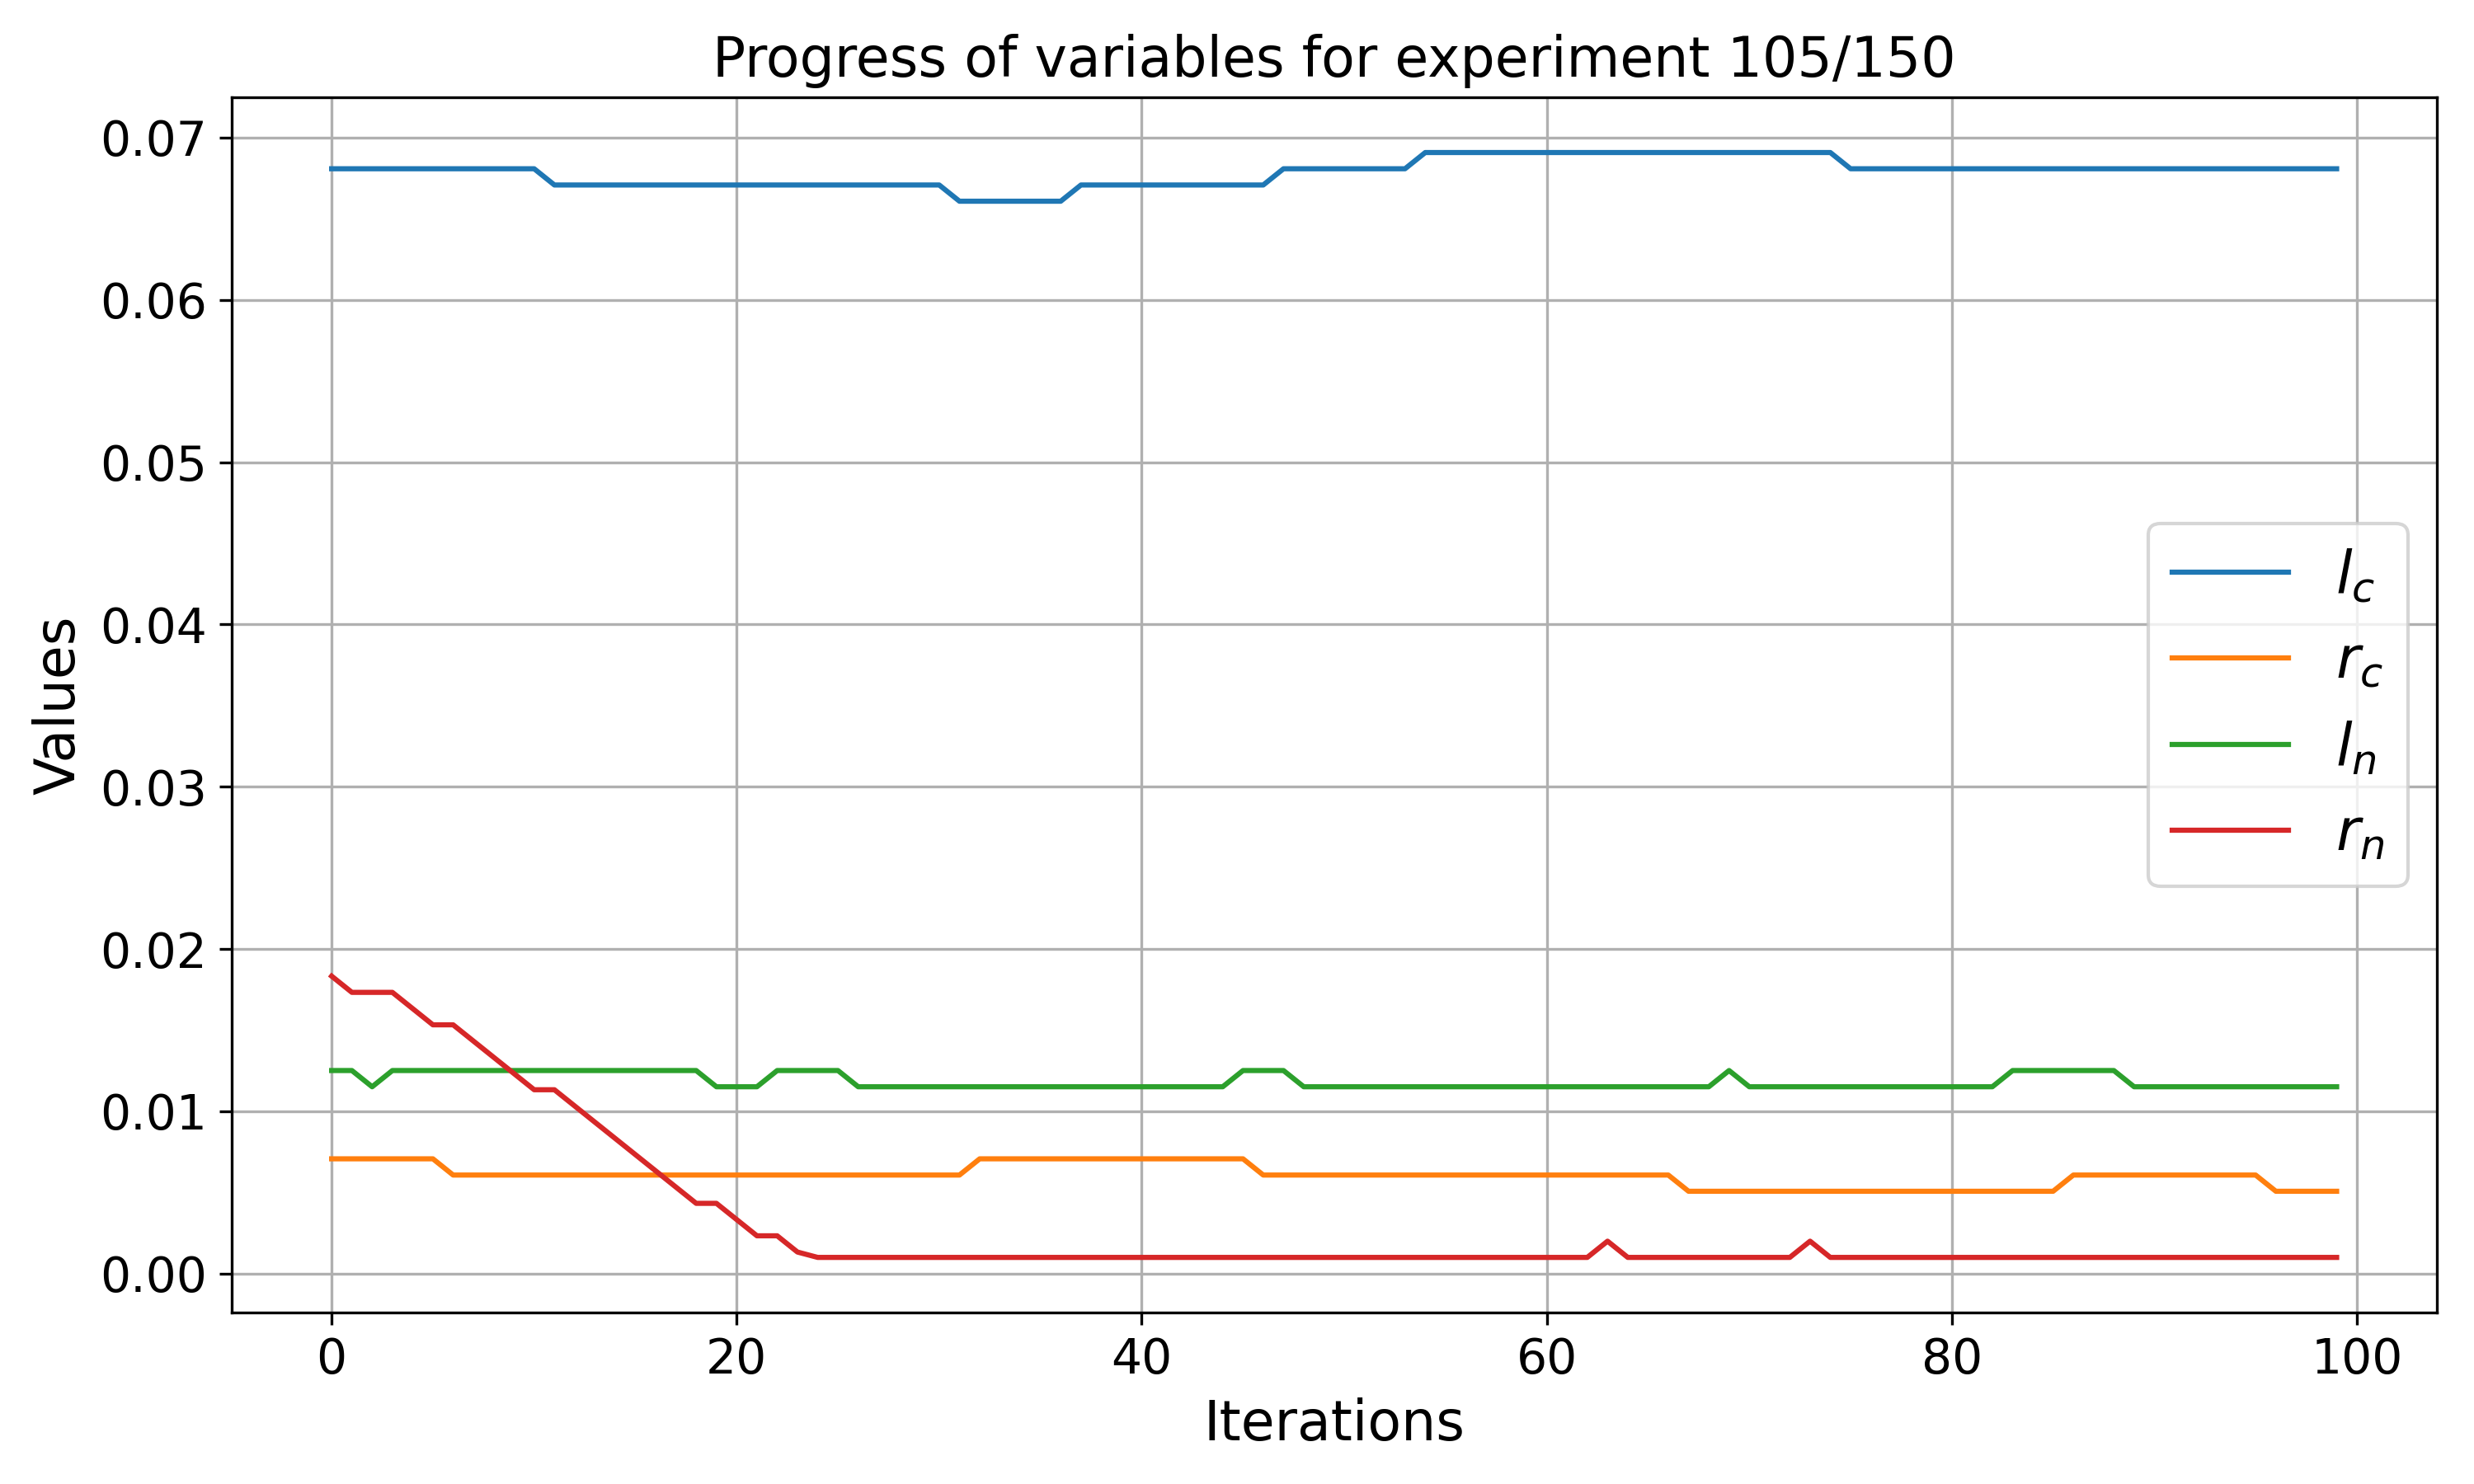 Progress of variables for experiment 105/150
Values
0.07
0.06
0.05
0.04
0.03
0.02
0.01
0.00
0 20 40 60 80 100
Iterations
l_c
r_c
l_n
r_n